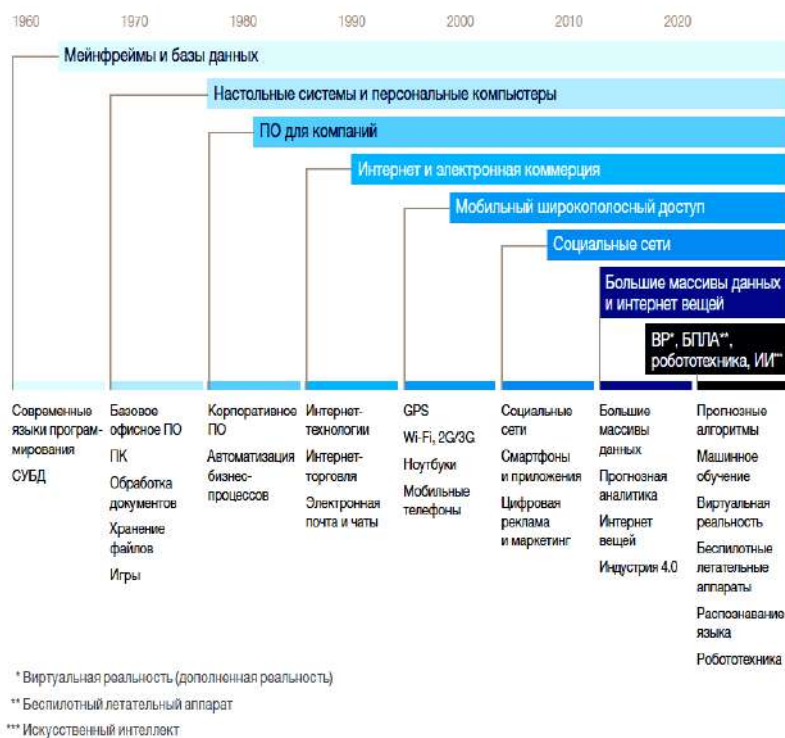 1960 1970 1980 1990 2000 2010 2020
Мейнфреймы и базы данных
Настольные системы и персональные компьютеры
ПО для компаний
Интернет и электронная коммерция
Мобильный широкополосный доступ
Социальные сети
Большие массивы данных
и интернет вещей
ВР*, БПЛА**,
робототехника, ИИ***
Современные
языки програм-
мирования
СУБД
Базовое
офисное ПО
ПК
Обработка
документов
Хранение
файлов
Игры
Корпоративное
ПО
Автоматизация
бизнес-
процессов
Интернет-
технологии
Интернет-
торговля
Электронная
почта и чаты
GPS
Wi-Fi, 2G/3G
Ноутбуки
Мобильные
телефоны
Социальные
сети
Смартфоны
и приложения
Цифровая
реклама
и маркетинг
Большие
массивы
данных
Прогнозная
аналитика
Интернет
вещей
Индустрия 4.0
Прогнозные
алгоритмы
Машинное
обучение
Виртуальная
реальность
Беспилотные
летательные
аппараты
Распознавание
языка
Робототехника
* Виртуальная реальность (дополненная реальность)
** Беспилотный летательный аппарат
*** Искусственный интеллект